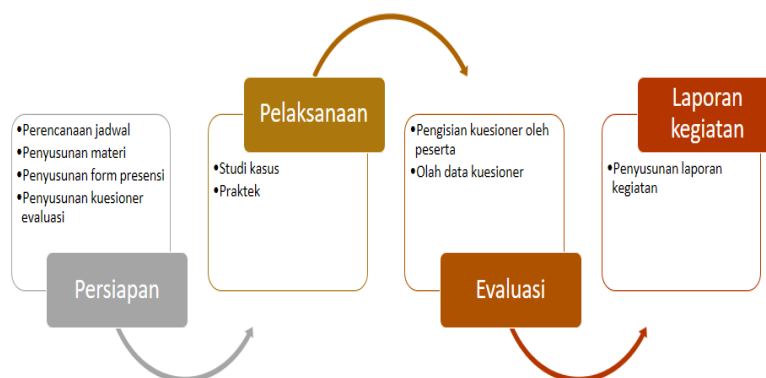 Persiapan
•Perencanaan jadwal
•Penyusunan materi
•Penyusunan form presensi
•Penyusunan kuesioner
evaluasi
Pelaksanaan
•Studi kasus
•Praktek
Evaluasi
•Pengisian kuesioner oleh
peserta
•Olah data kuesioner
Laporan
kegiatan
•Penyusunan laporan
kegiatan